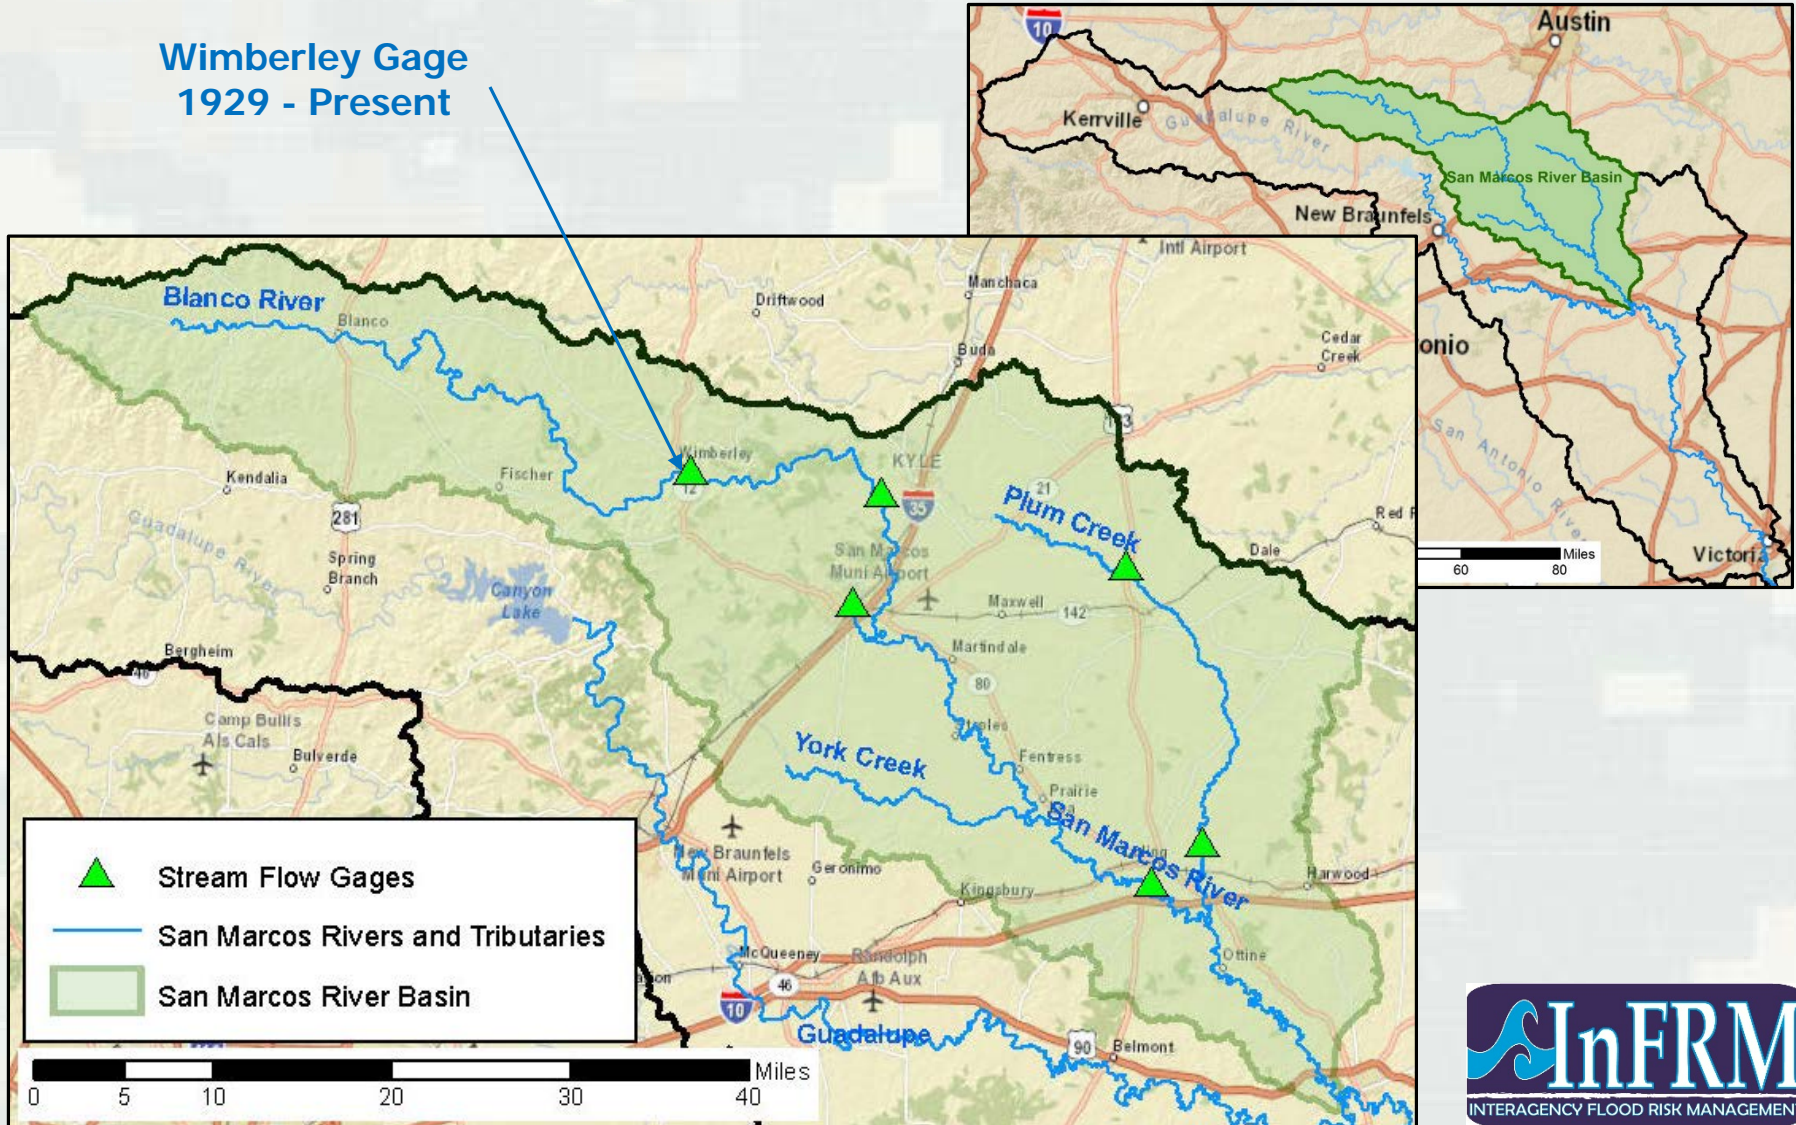 Wimberley Gage
1929 - Present
10
Austin
Kerrville
Guadalupe River
San Marcos River Basin
New Braunfels
Intl Airport
onio
San Antonio River
Victoria
Miles
60
80
Blanco River
Blanco
Driftwood
Manchaca
Buda
Cedar
Creek
Wimberley
12
KYLE
35
21
Kendalia
Fischer
281
Guadalupe River
Spring
Branch
Canyon
Lake
San Marcos
Muni Airport
Plum Creek
Dale
Red
Maxwell
142
Martindale
80
Bergheim
46
Camp Bullis
Als Cals
Bulverde
Staples
Fentress
York Creek
Prairie
San Marcos River
New Braunfels
Muni Airport
Geronimo
Kingsbury
Harwood
McQueeney
Randolph
Afb Aux
46
10
Ottine
Guadalupe
90
Belmont
Stream Flow Gages
San Marcos Rivers and Tributaries
San Marcos River Basin
Miles
0
5
10
20
30
40
InFRM
INTERAGENCY FLOOD RISK MANAGEMENT